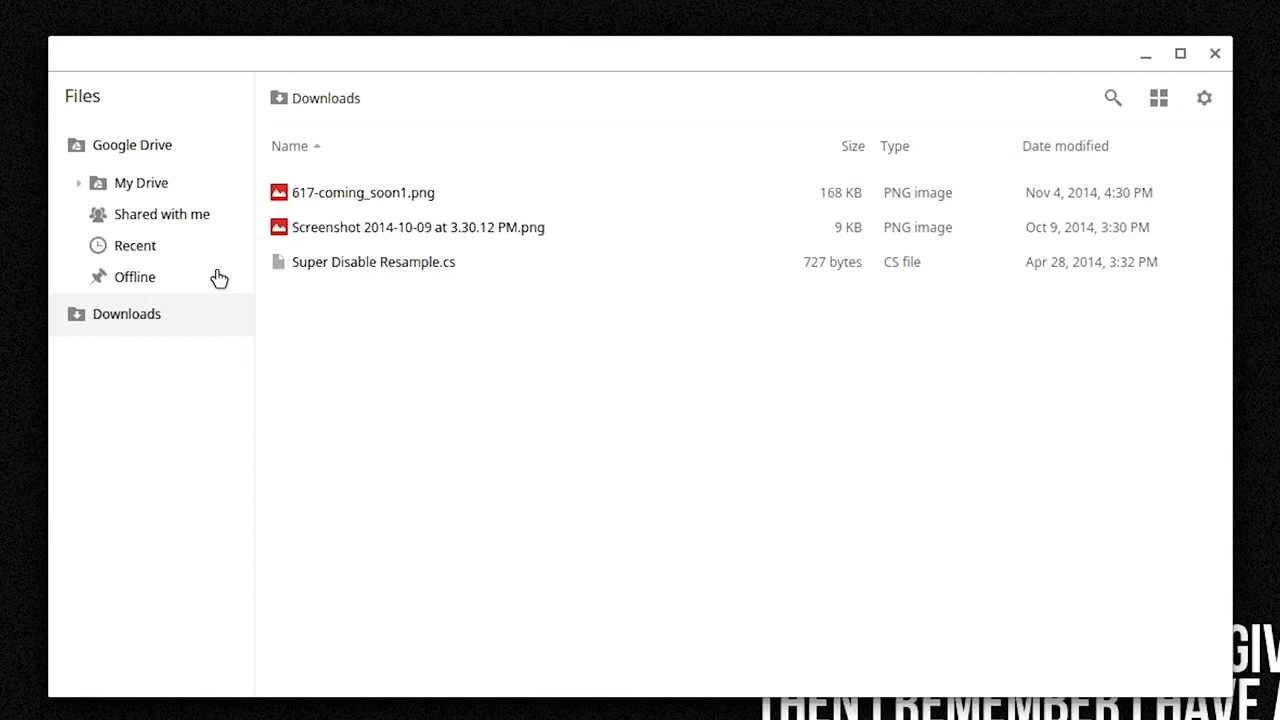 Files
Google Drive
My Drive
Shared with me
Recent
Offline
Downloads
Downloads
Name Size Type Date modified
617-coming_soon1.png 168 KB PNG image Nov 4, 2014, 4:30 PM
Screenshot 2014-10-09 at 3.30.12 PM.png 9 KB PNG image Oct 9, 2014, 3:30 PM
Super Disable Resample.cs 727 bytes CS file Apr 28, 2014, 3:32 PM
THEN I REMEMBER I HAVE